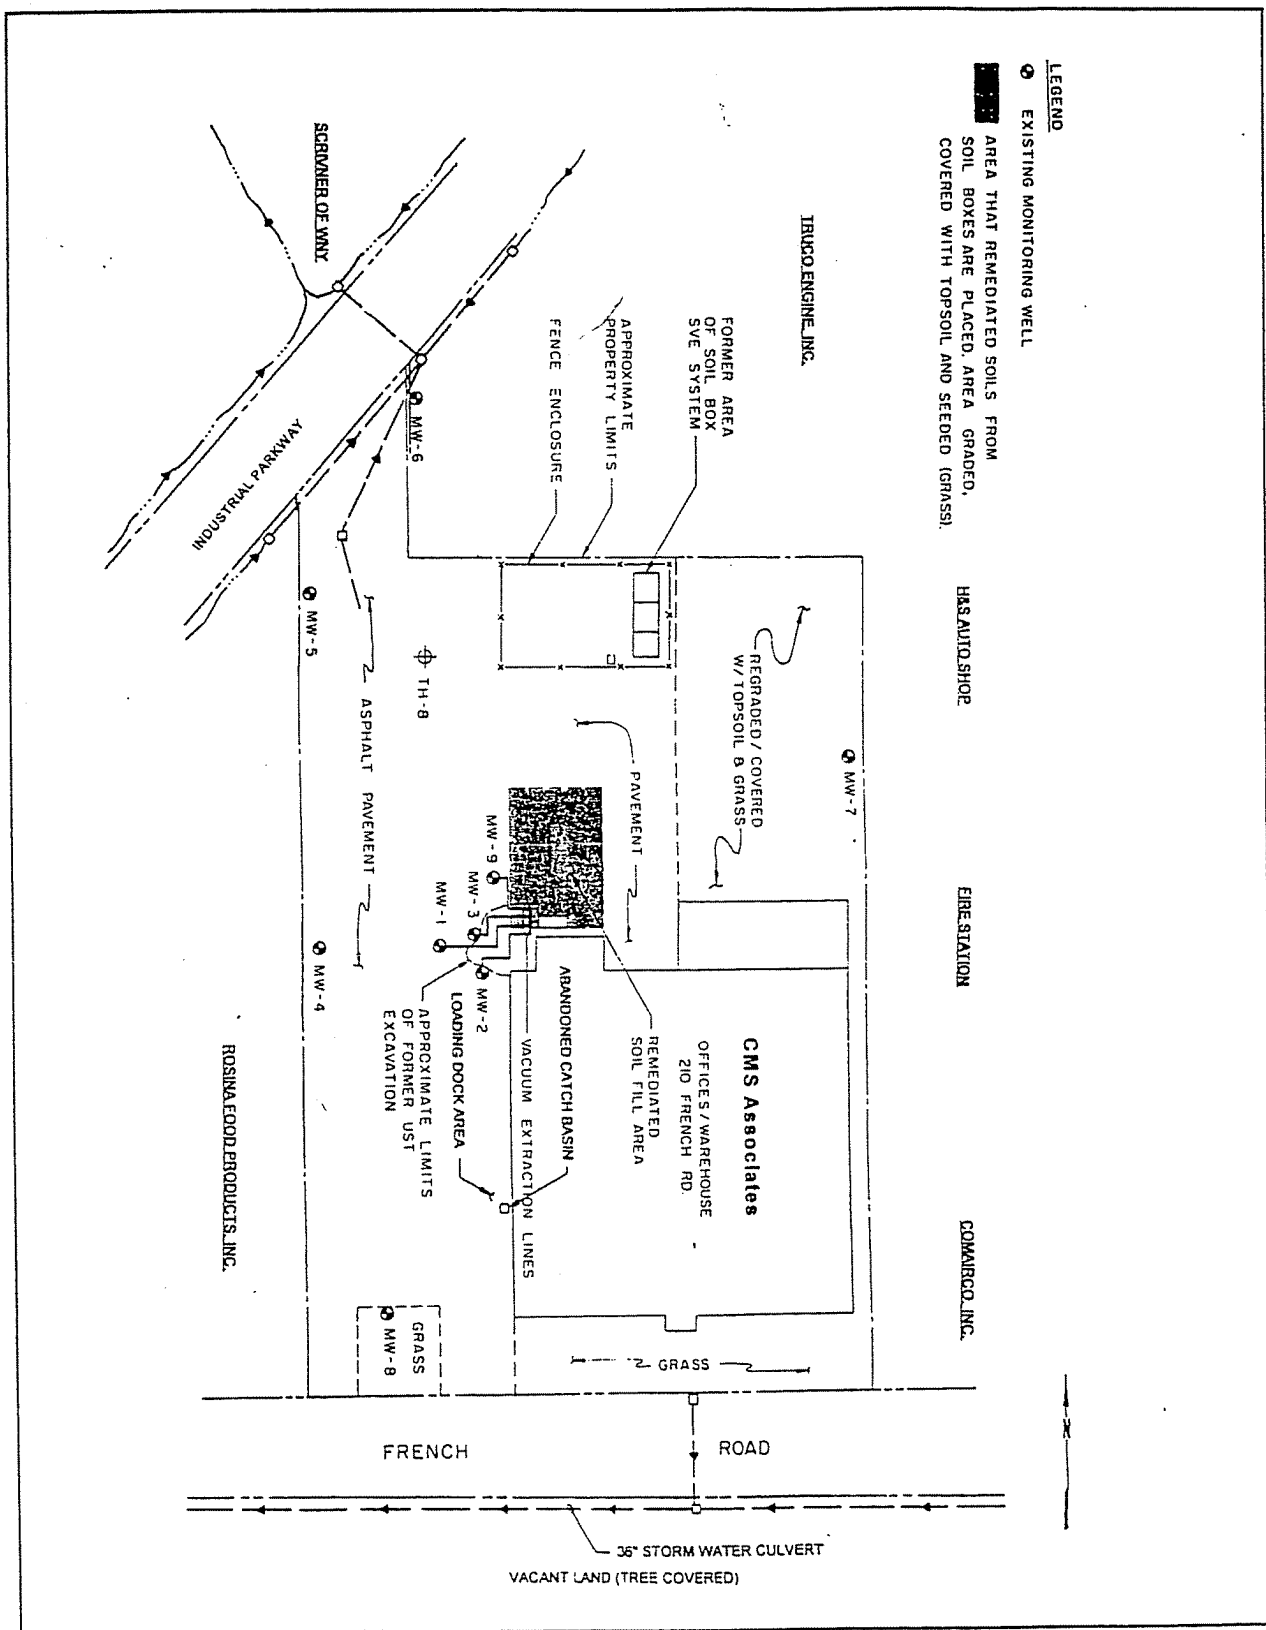 LEGEND
EXISTING MONITORING WELL
AREA THAT REMEDIATED SOILS FROM
SOIL BOXES ARE PLACED. AREA GRADED,
COVERED WITH TOPSOIL AND SEEDED (GRASS).
TRUCO ENGINE, INC.
H&S AUTO SHOP
FIRE STATION
COMAIRCO, INC.
SCRIVNER OF WNY
INDUSTRIAL PARKWAY
FORMER AREA
OF SOIL BOX
SVE SYSTEM
APPROXIMATE
PROPERTY LIMITS
FENCE ENCLOSURE
MW-6
MW-5
TH-8
REGRADED / COVERED
W/ TOPSOIL & GRASS
MW-7
PAVEMENT
ASPHALT PAVEMENT
MW-9
MW-3
MW-1
MW-2
MW-4
CMS Associates
OFFICES / WAREHOUSE
210 FRENCH RD.
REMEDIATED
SOIL FILL AREA
ABANDONED CATCH BASIN
VACUUM EXTRACTION LINES
LOADING DOCK AREA
APPROXIMATE LIMITS
OF FORMER UST
EXCAVATION
ROSINA FOOD PRODUCTS, INC.
GRASS
MW-8
GRASS
N
FRENCH ROAD
36" STORM WATER CULVERT
VACANT LAND (TREE COVERED)